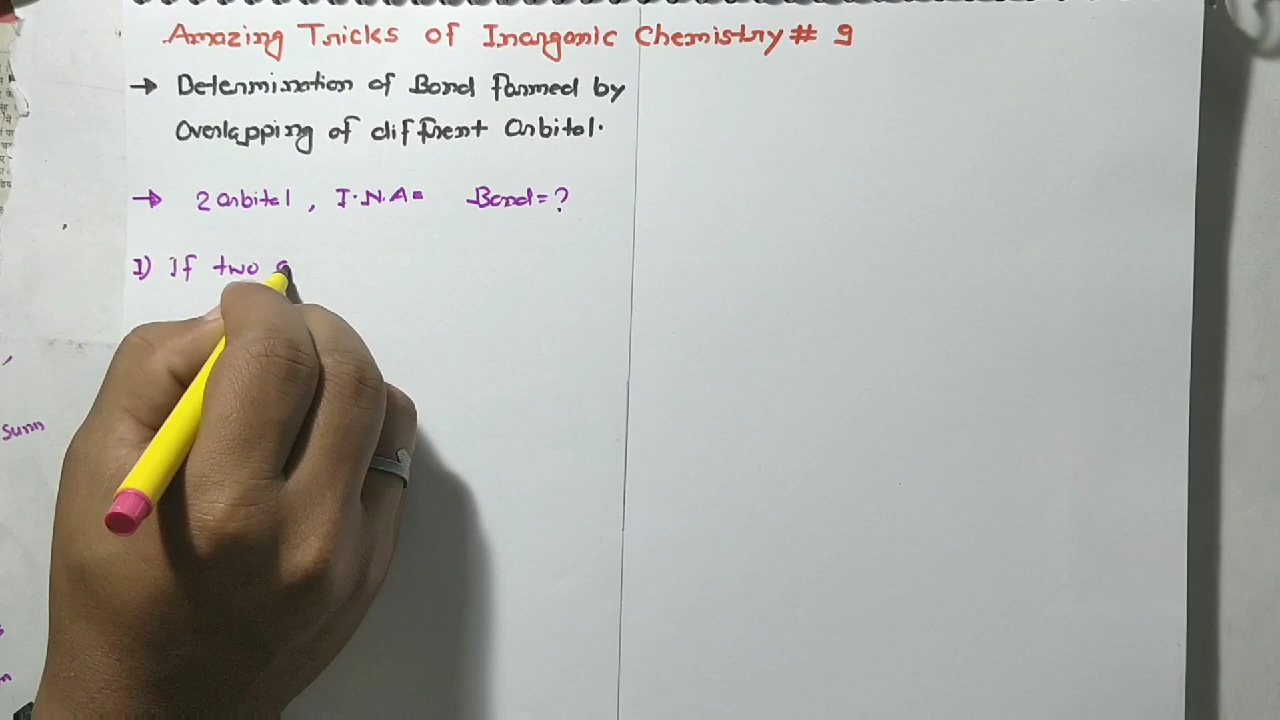 Amazing Tricks of Inorganic Chemistry # 9
→ Determination of Bond formed by
Overlapping of different Orbital.
→ 2 orbital, I.N.A= Bond=?
1) If two
Sunn